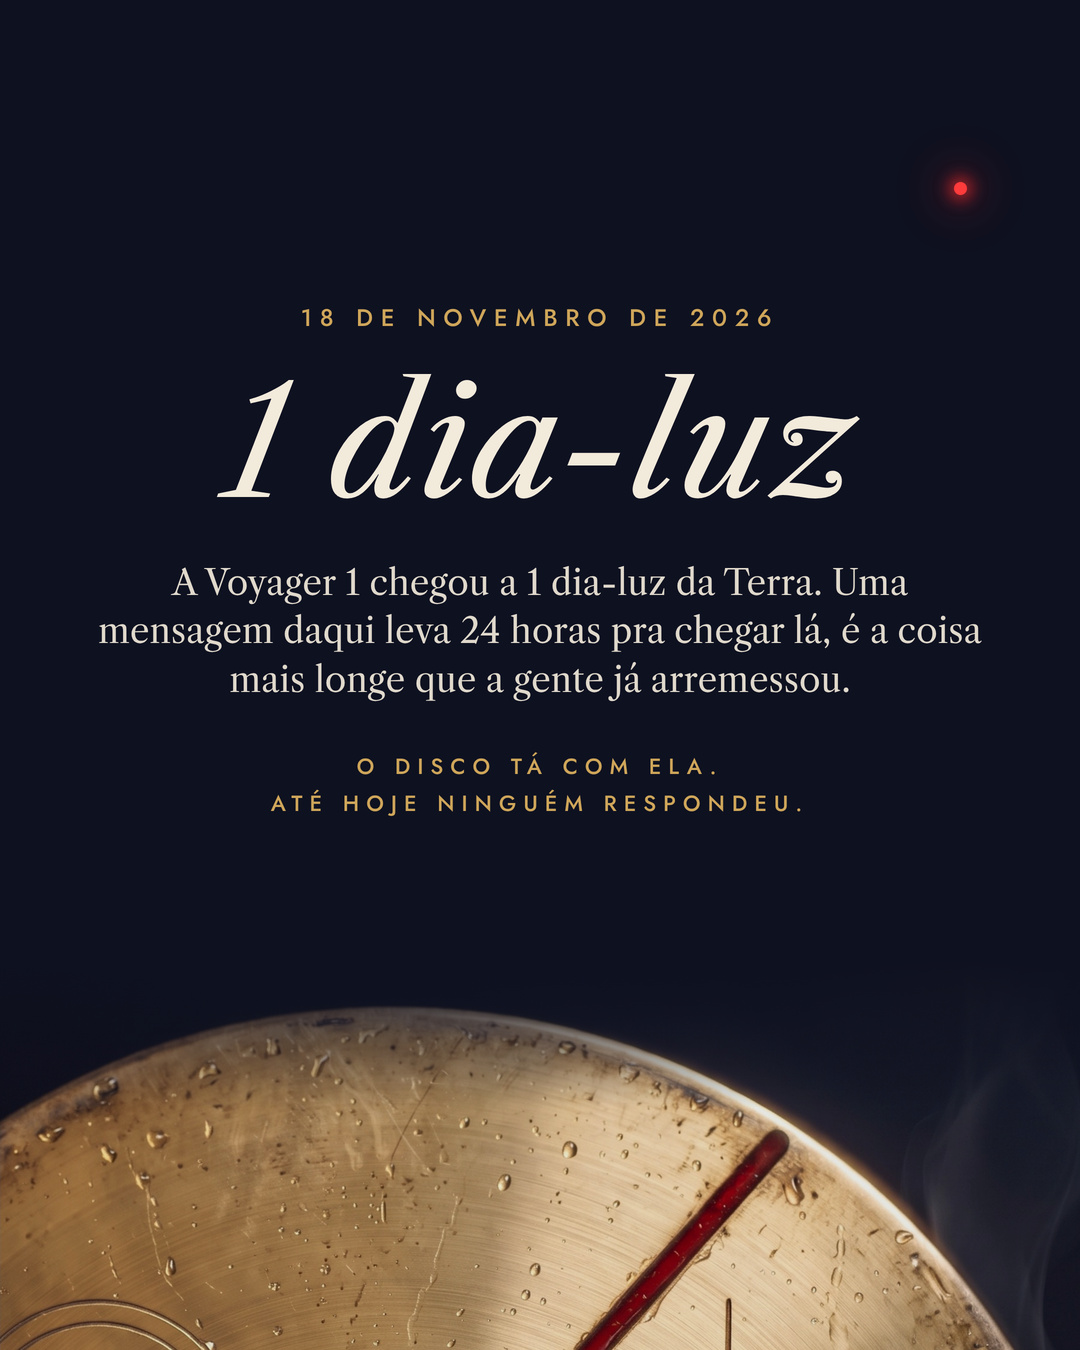 18 DE NOVEMBRO DE 2026
1 dia-luz
A Voyager 1 chegou a 1 dia-luz da Terra. Uma
mensagem daqui leva 24 horas pra chegar lá, é a coisa
mais longe que a gente já arremessou.
O DISCO TÁ COM ELA.
ATÉ HOJE NINGUÉM RESPONDEU.